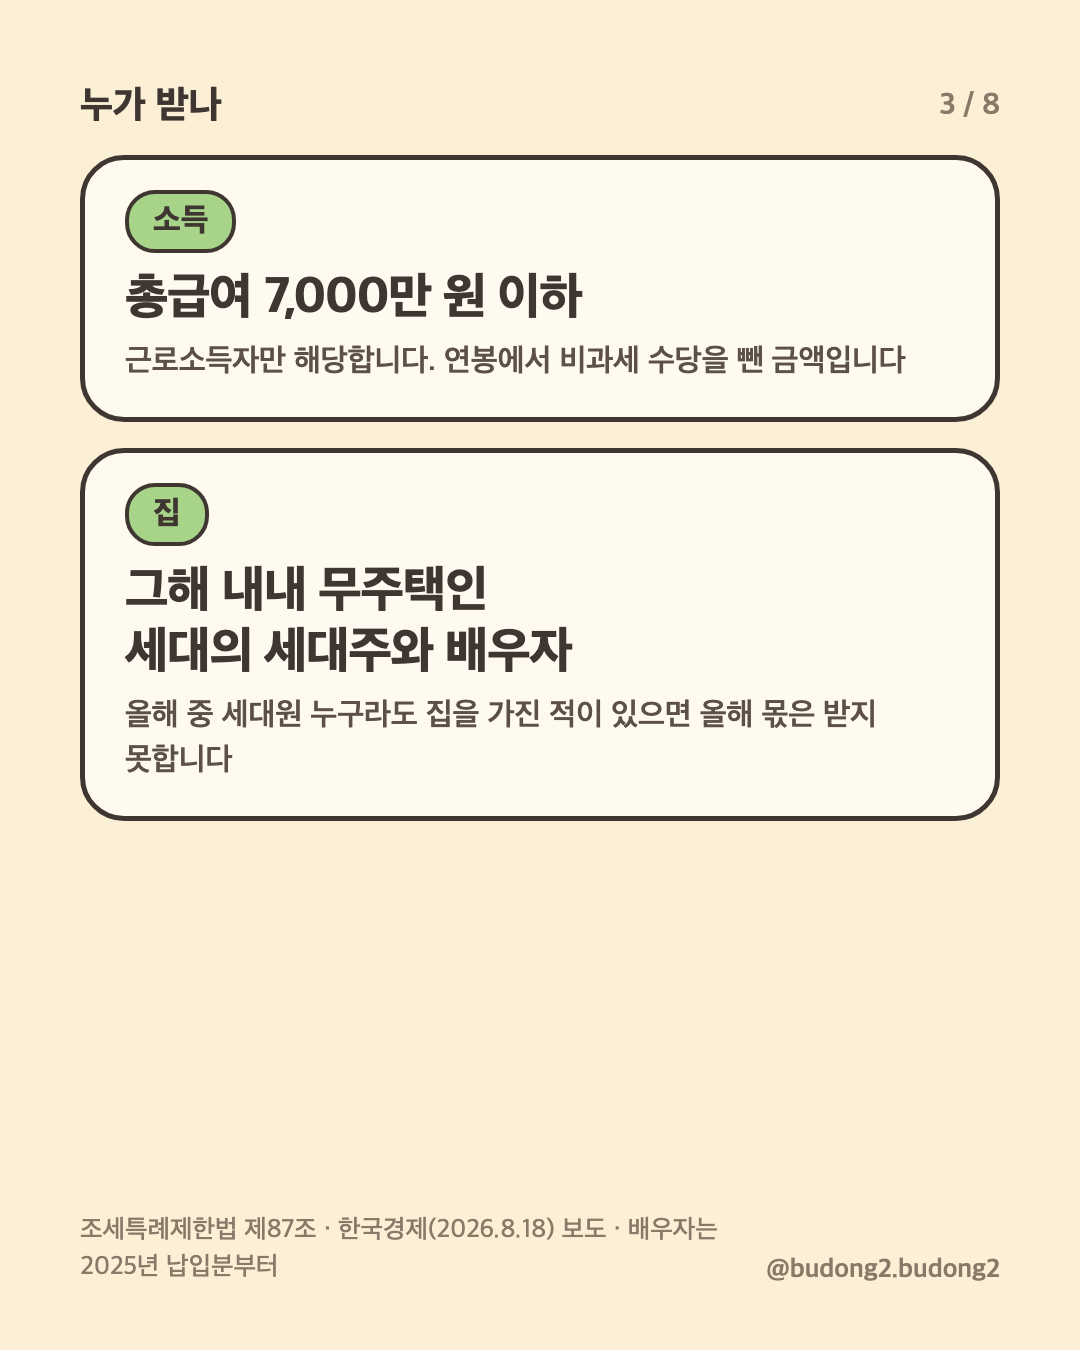 누가 받나
3 / 8
소득
총급여 7,000만 원 이하
근로소득자만 해당합니다. 연봉에서 비과세 수당을 뺀 금액입니다
집
그해 내내 무주택인
세대의 세대주와 배우자
올해 중 세대원 누구라도 집을 가진 적이 있으면 올해 몫은 받지
못합니다
조세특례제한법 제87조 · 한국경제(2026.8.18) 보도 · 배우자는
2025년 납입분부터
@budong2.budong2